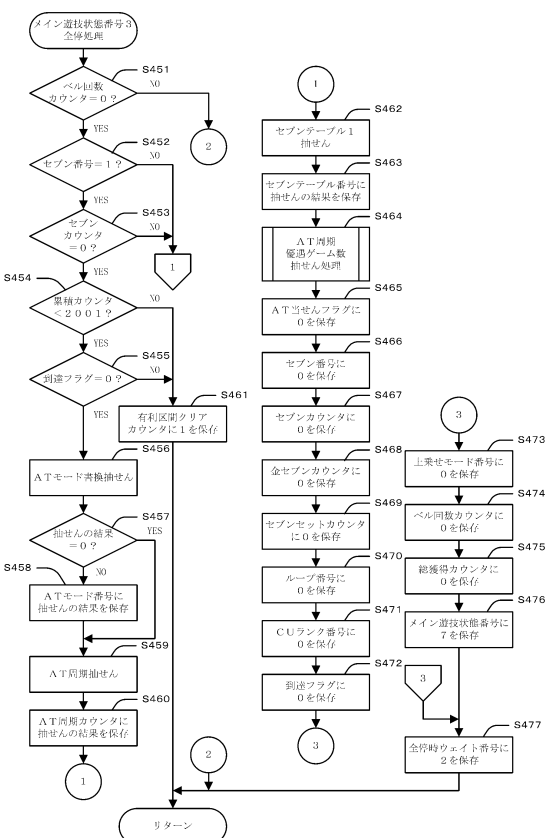 メイン遊技状態番号３
全停処理
S451
ベル回数
カウンタ＝０？
NO
2
YES
S452
セブン番号＝１？
NO
YES
S453
セブン
カウンタ
＝０？
NO
1
YES
S454
累積カウンタ
＜２００１？
NO
YES
S455
到達フラグ＝０？
NO
YES
S461
有利区間クリア
カウンタに１を保存
S456
ＡＴモード書換抽せん
S457
抽せんの結果
＝０？
YES
NO
S458
ＡＴモード番号に
抽せんの結果を保存
S459
ＡＴ周期抽せん
S460
ＡＴ周期カウンタに
抽せんの結果を保存
1
1
S462
セブンテーブル１
抽せん
S463
セブンテーブル番号に
抽せんの結果を保存
S464
ＡＴ周期
優遇ゲーム数
抽せん処理
S465
ＡＴ当せんフラグに
０を保存
S466
セブン番号に
０を保存
S467
セブンカウンタに
０を保存
S468
金セブンカウンタに
０を保存
S469
セブンセットカウンタ
に０を保存
S470
ループ番号に
０を保存
S471
ＣＵランク番号に
０を保存
S472
到達フラグに
０を保存
3
3
S473
上乗せモード番号に
０を保存
S474
ベル回数カウンタに
０を保存
S475
総獲得カウンタに
０を保存
S476
メイン遊技状態番号に
７を保存
3
S477
全停時ウェイト番号に
２を保存
2
リターン